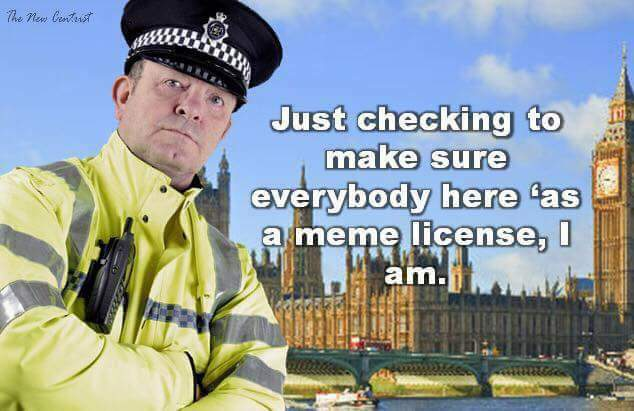 The New Centrist
Just checking to
make sure
everybody here ‘as
a meme license, I
am.